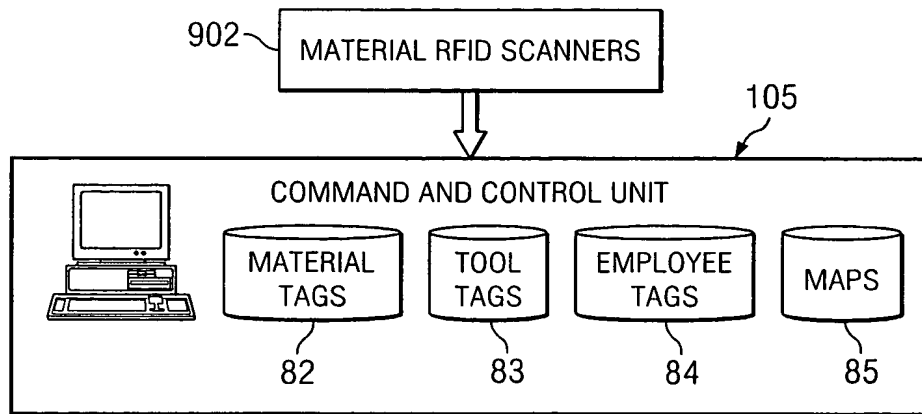 902
MATERIAL RFID SCANNERS
105
COMMAND AND CONTROL UNIT
MATERIAL
TAGS
TOOL
TAGS
EMPLOYEE
TAGS
MAPS
82
83
84
85